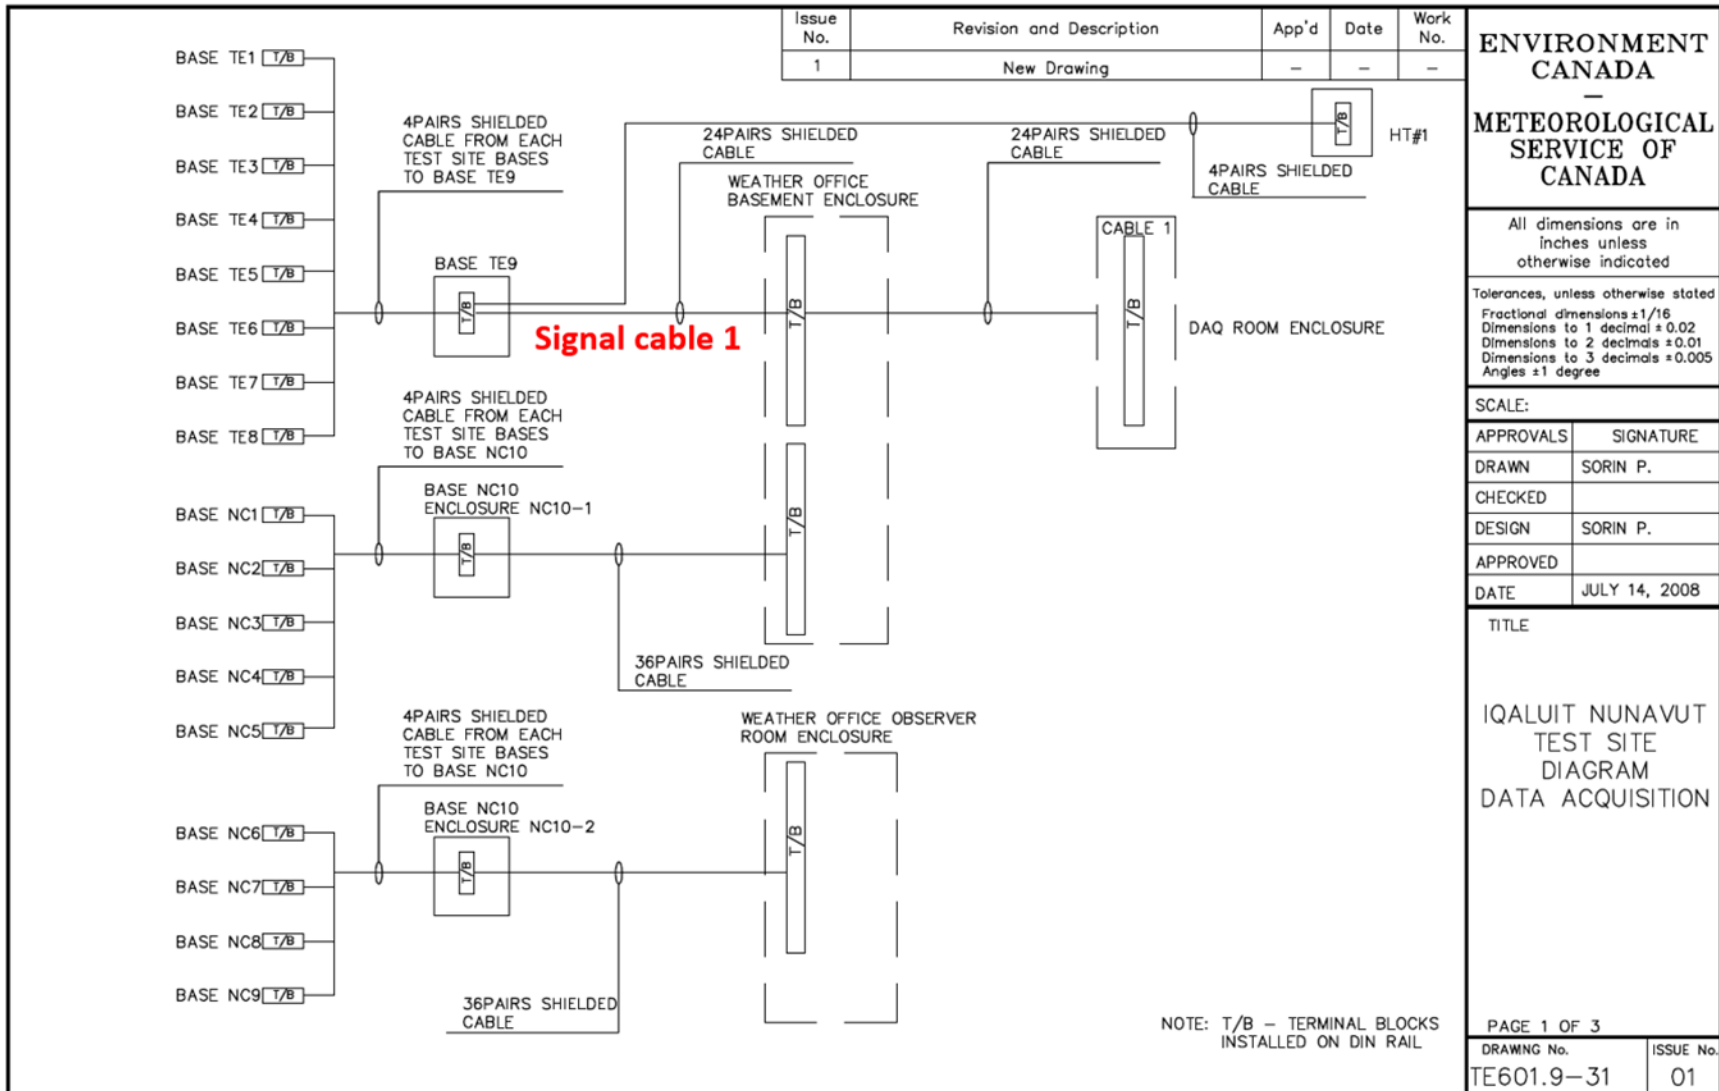 Issue No. Revision and Description App'd Date Work No.
1 New Drawing - - -
ENVIRONMENT
CANADA
-
METEOROLOGICAL
SERVICE OF
CANADA
All dimensions are in
inches unless
otherwise indicated
Tolerances, unless otherwise stated
Fractional dimensions ±1/16
Dimensions to 1 decimal ±0.02
Dimensions to 2 decimals ±0.01
Dimensions to 3 decimals ±0.005
Angles ±1 degree
SCALE:
APPROVALS SIGNATURE
DRAWN SORIN P.
CHECKED
DESIGN SORIN P.
APPROVED
DATE JULY 14, 2008
TITLE
IQALUIT NUNAVUT
TEST SITE
DIAGRAM
DATA ACQUISITION
PAGE 1 OF 3
DRAWING No. ISSUE No.
TE601.9-31 01
BASE TE1 T/B
BASE TE2 T/B
BASE TE3 T/B
BASE TE4 T/B
BASE TE5 T/B
BASE TE6 T/B
BASE TE7 T/B
BASE TE8 T/B
4PAIRS SHIELDED
CABLE FROM EACH
TEST SITE BASES
TO BASE TE9
BASE TE9
T/B
Signal cable 1
24PAIRS SHIELDED
CABLE
WEATHER OFFICE
BASEMENT ENCLOSURE
T/B
T/B
24PAIRS SHIELDED
CABLE
4PAIRS SHIELDED
CABLE
T/B
HT#1
CABLE 1
T/B
DAQ ROOM ENCLOSURE
BASE NC1 T/B
BASE NC2 T/B
BASE NC3 T/B
BASE NC4 T/B
BASE NC5 T/B
4PAIRS SHIELDED
CABLE FROM EACH
TEST SITE BASES
TO BASE NC10
BASE NC10
ENCLOSURE NC10-1
T/B
36PAIRS SHIELDED
CABLE
BASE NC6 T/B
BASE NC7 T/B
BASE NC8 T/B
BASE NC9 T/B
4PAIRS SHIELDED
CABLE FROM EACH
TEST SITE BASES
TO BASE NC10
BASE NC10
ENCLOSURE NC10-2
T/B
36PAIRS SHIELDED
CABLE
WEATHER OFFICE OBSERVER
ROOM ENCLOSURE
T/B
NOTE: T/B - TERMINAL BLOCKS
INSTALLED ON DIN RAIL